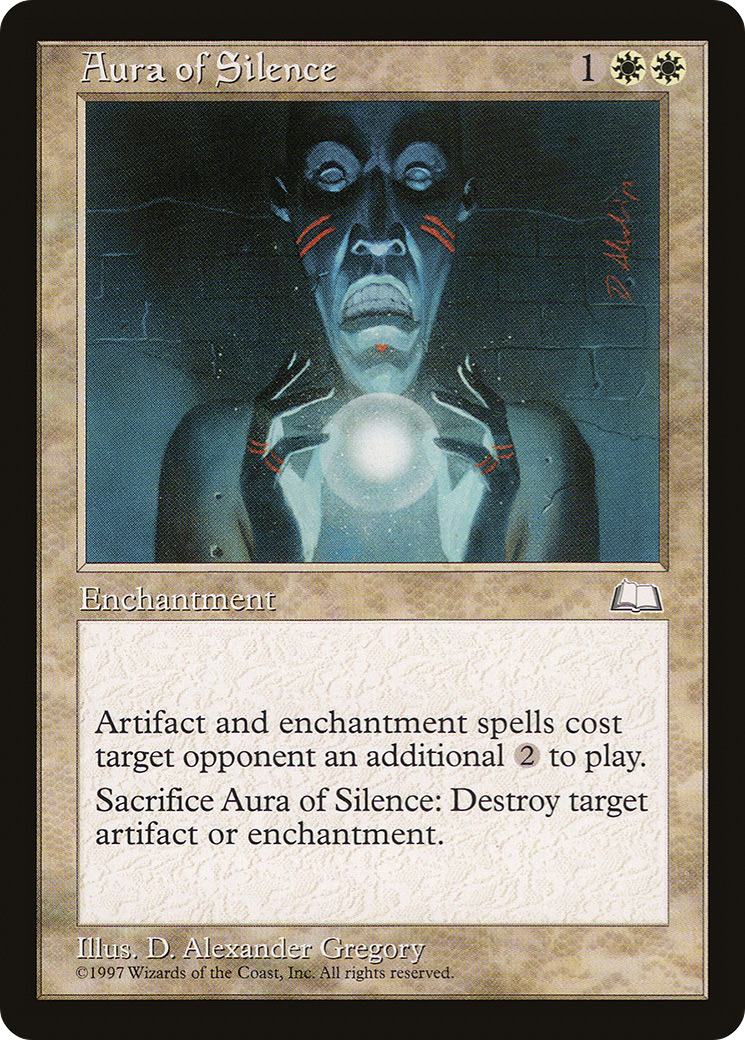 Aura of Silence 1
D. Alexander
Enchantment
Artifact and enchantment spells cost
target opponent an additional 2 to play.
Sacrifice Aura of Silence: Destroy target
artifact or enchantment.
Illus. D. Alexander Gregory
©1997 Wizards of the Coast, Inc. All rights reserved.